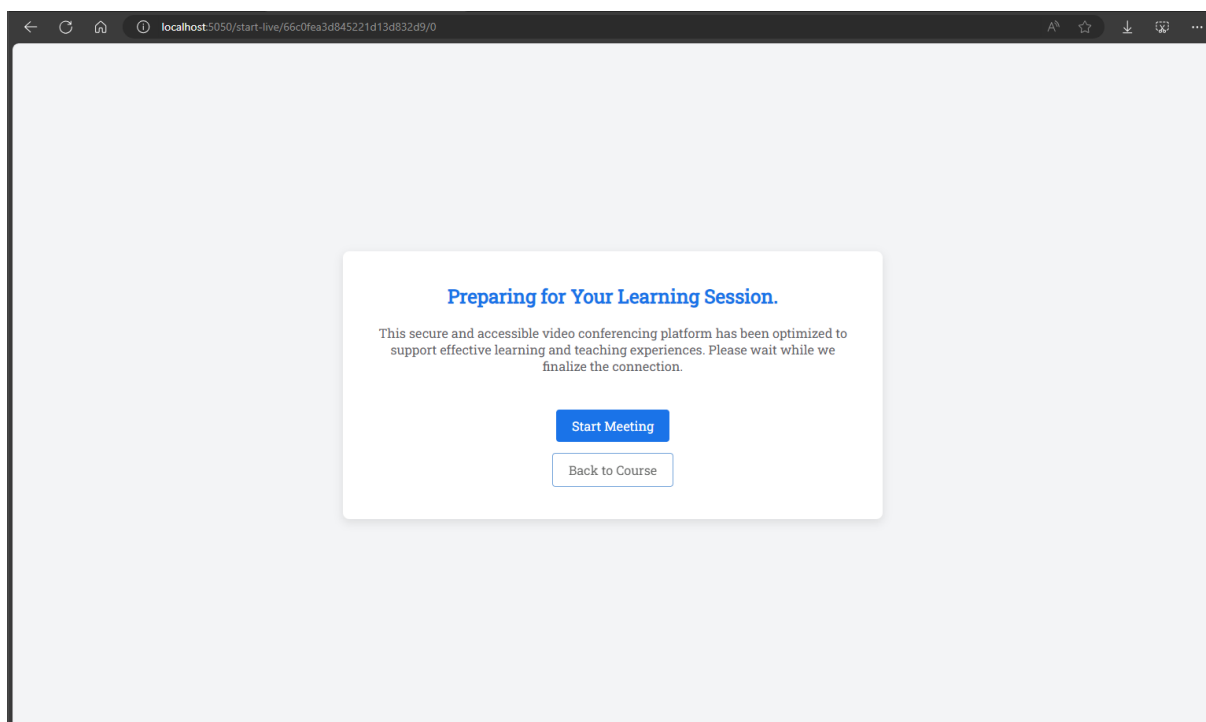 localhost:5050/start-live/66c0fea3d845221d13d832d9/0
Preparing for Your Learning Session.
This secure and accessible video conferencing platform has been optimized to
support effective learning and teaching experiences. Please wait while we
finalize the connection.
Start Meeting
Back to Course